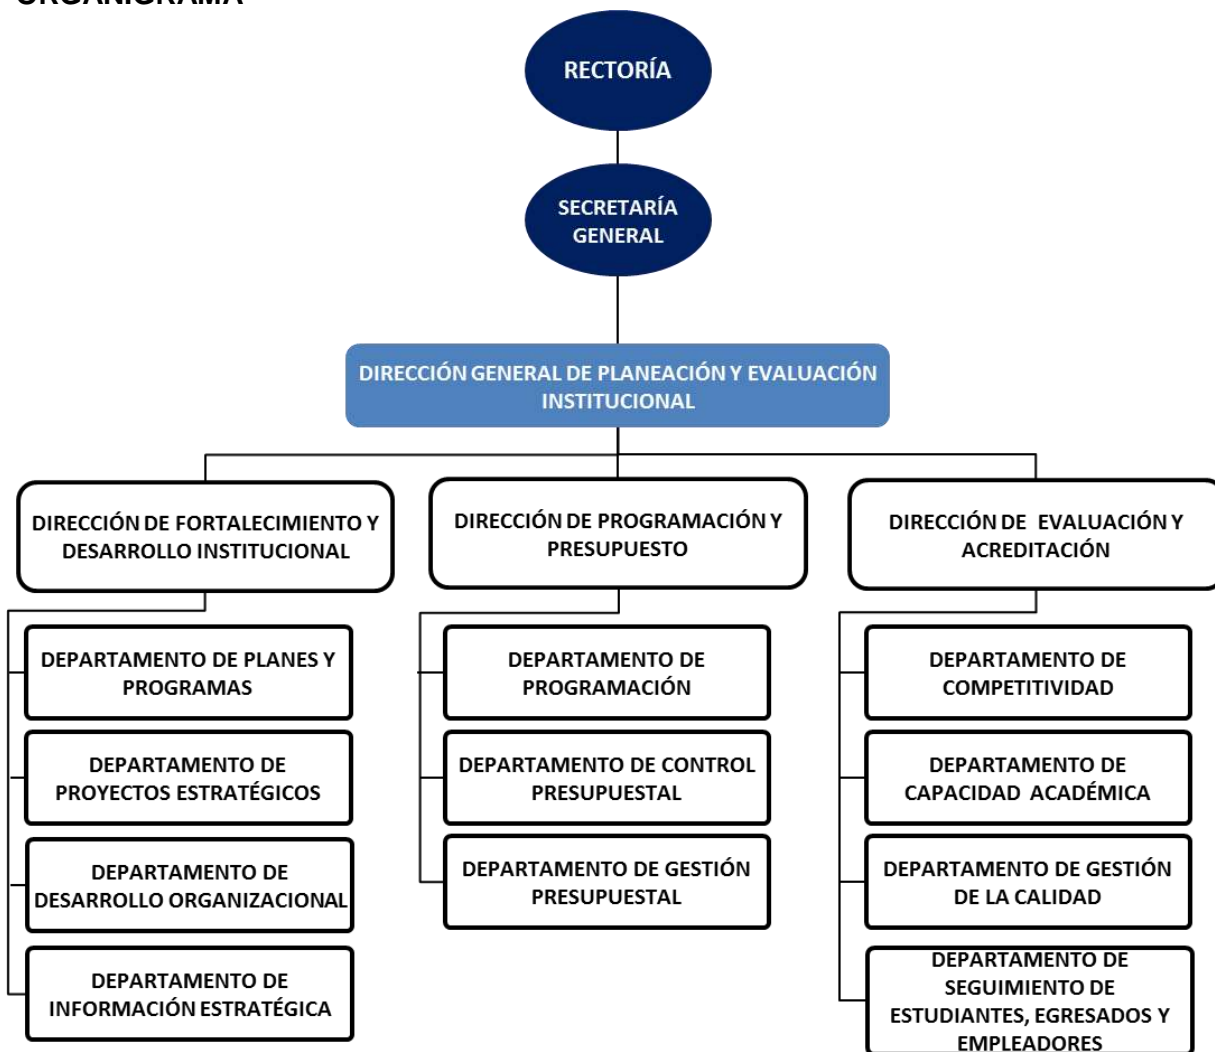 ORGANIGRAMA
RECTORÍA
SECRETARÍA
GENERAL
DIRECCIÓN GENERAL DE PLANEACIÓN Y EVALUACIÓN
INSTITUCIONAL
DIRECCIÓN DE FORTALECIMIENTO Y
DESARROLLO INSTITUCIONAL
DEPARTAMENTO DE PLANES Y
PROGRAMAS
DEPARTAMENTO DE
PROYECTOS ESTRATÉGICOS
DEPARTAMENTO DE
DESARROLLO ORGANIZACIONAL
DEPARTAMENTO DE
INFORMACIÓN ESTRATÉGICA
DIRECCIÓN DE PROGRAMACIÓN Y
PRESUPUESTO
DEPARTAMENTO DE
PROGRAMACIÓN
DEPARTAMENTO DE CONTROL
PRESUPUESTAL
DEPARTAMENTO DE GESTIÓN
PRESUPUESTAL
DIRECCIÓN DE EVALUACIÓN Y
ACREDITACIÓN
DEPARTAMENTO DE
COMPETITIVIDAD
DEPARTAMENTO DE
CAPACIDAD ACADÉMICA
DEPARTAMENTO DE GESTIÓN
DE LA CALIDAD
DEPARTAMENTO DE
SEGUIMIENTO DE
ESTUDIANTES, EGRESADOS Y
EMPLEADORES